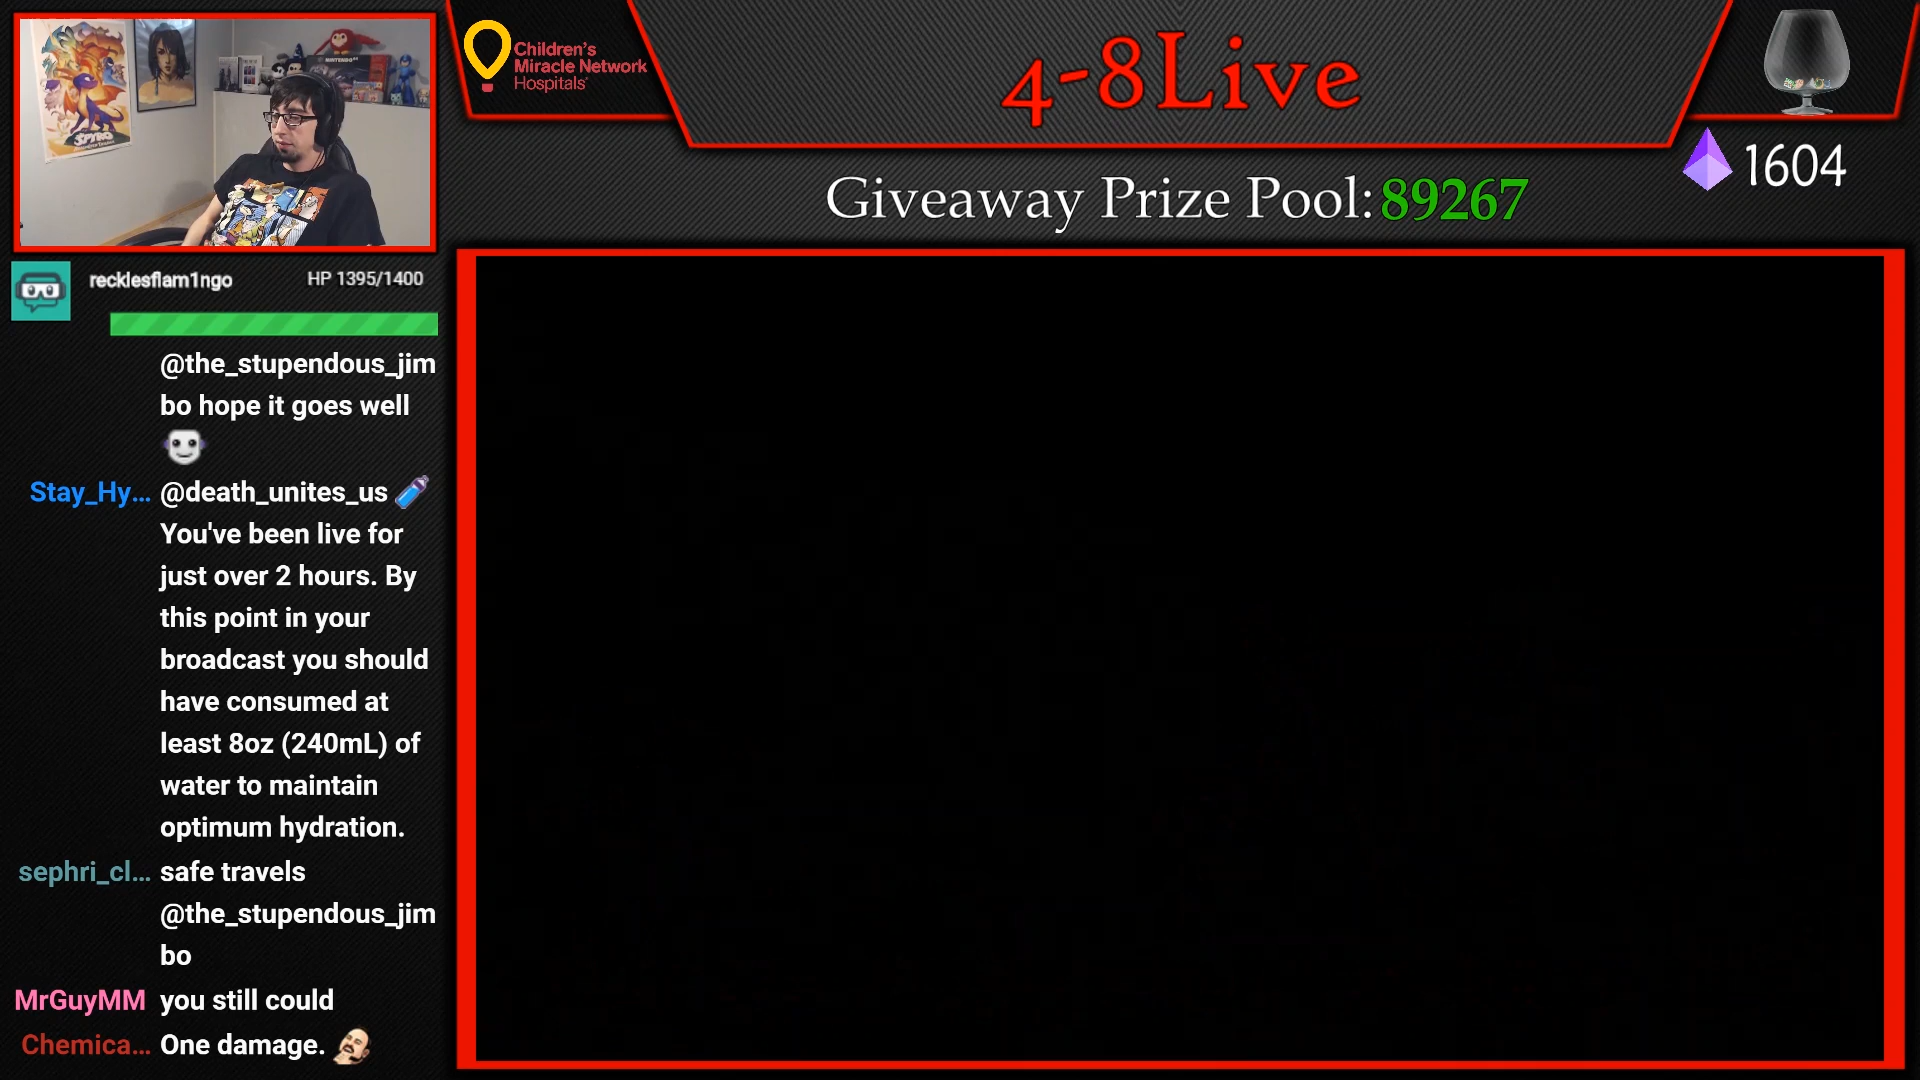 SPYRO
NINTENDO
Children's
Miracle Network
Hospitals
4-8Live
1604
Giveaway Prize Pool:89267
recklesflam1ngo HP 1395/1400
@the_stupendous_jim
bo hope it goes well
Stay_Hy... @death_unites_us
You've been live for
just over 2 hours. By
this point in your
broadcast you should
have consumed at
least 8oz (240mL) of
water to maintain
optimum hydration.
sephri_cl... safe travels
@the_stupendous_jim
bo
MrGuyMM you still could
Chemica... One damage.